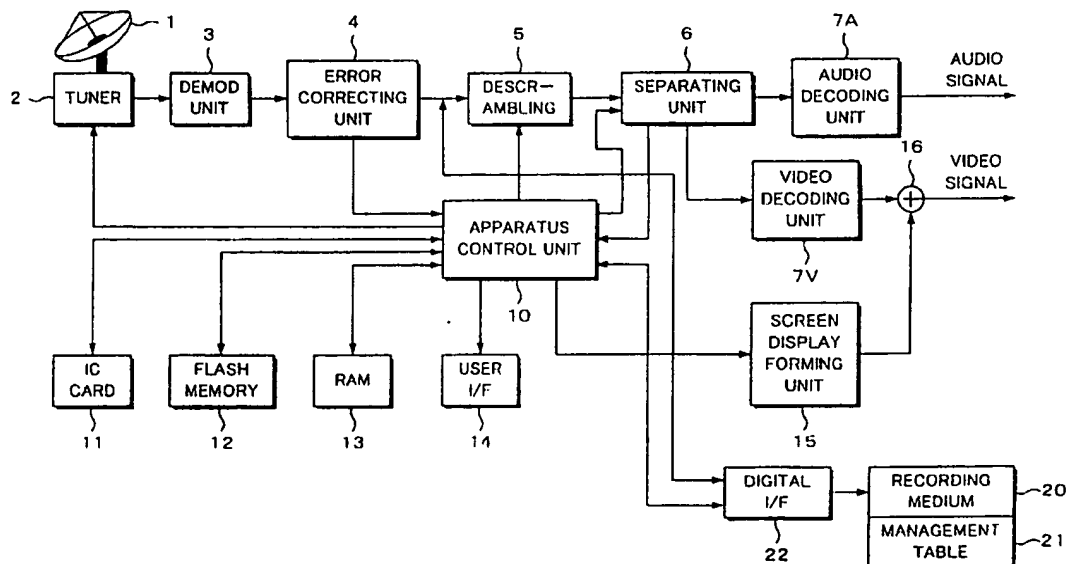 1
2
TUNER
3
DEMOD
UNIT
4
ERROR
CORRECTING
UNIT
5
DESCR-
AMBLING
6
SEPARATING
UNIT
7A
AUDIO
DECODING
UNIT
AUDIO
SIGNAL
VIDEO
DECODING
UNIT
7V
16
VIDEO
SIGNAL
APPARATUS
CONTROL UNIT
10
IC
CARD
11
FLASH
MEMORY
12
RAM
13
USER
I/F
14
SCREEN
DISPLAY
FORMING
UNIT
15
DIGITAL
I/F
22
RECORDING
MEDIUM
20
MANAGEMENT
TABLE
21